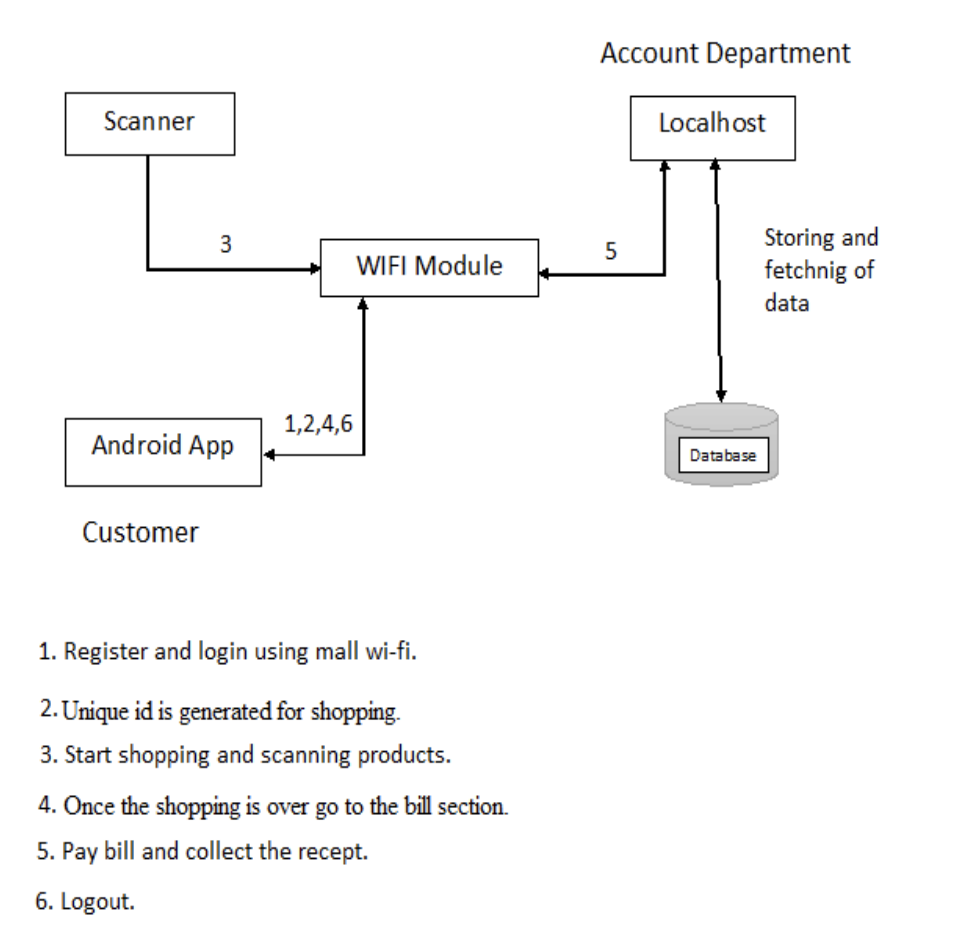 Account Department
Scanner
Localhost
3
WIFI Module
5
Storing and
fetchnig of
data
1,2,4,6
Android App
Database
Customer
1. Register and login using mall wi-fi.
2. Unique id is generated for shopping.
3. Start shopping and scanning products.
4. Once the shopping is over go to the bill section.
5. Pay bill and collect the recept.
6. Logout.